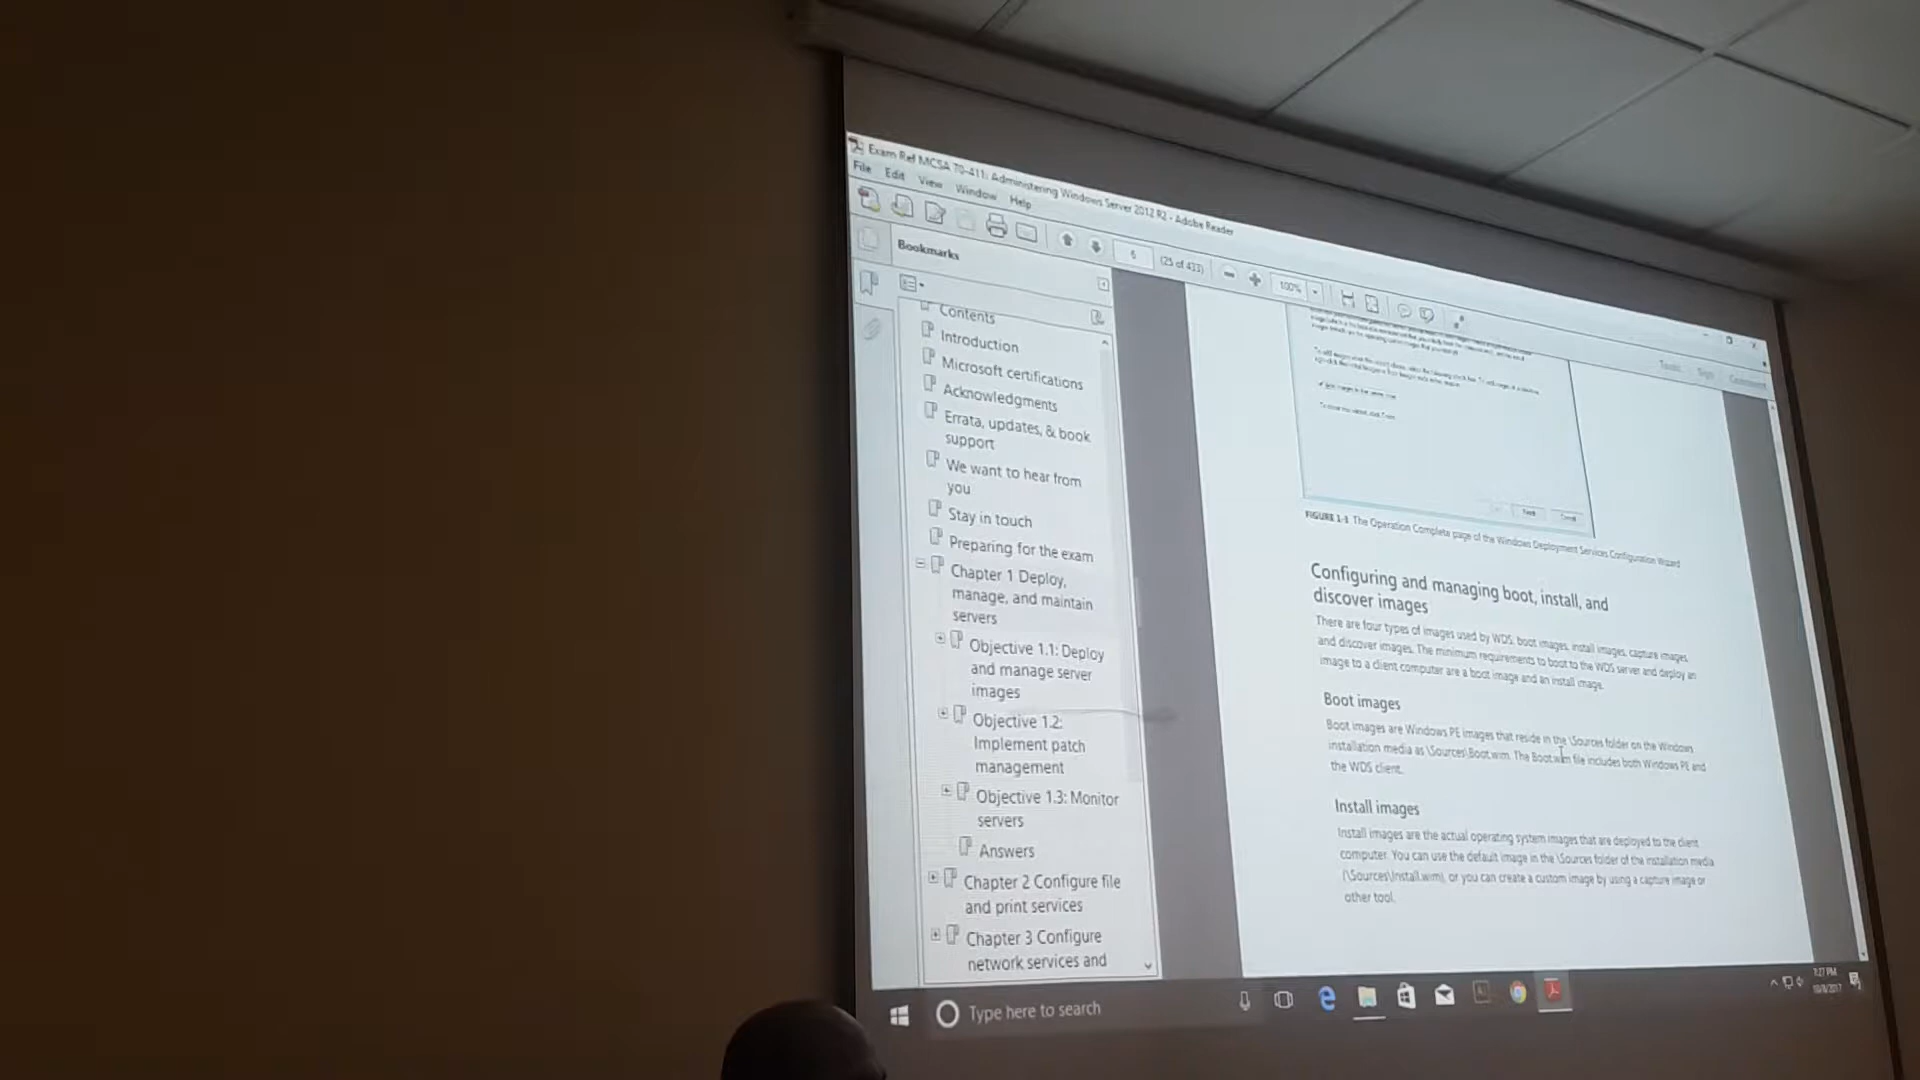 Exam Ref MCSA 70-411: Administering Windows Server 2012 R2 - Adobe Reader
File Edit View Window Help
6 (25 of 433) 100%
Tools Sign Comment
Bookmarks
Contents
Introduction
Microsoft certifications
Acknowledgments
Errata, updates, & book
support
We want to hear from
you
Stay in touch
Preparing for the exam
Chapter 1 Deploy,
manage, and maintain
servers
Objective 1.1: Deploy
and manage server
images
Objective 1.2:
Implement patch
management
Objective 1.3: Monitor
servers
Answers
Chapter 2 Configure file
and print services
Chapter 3 Configure
network services and
FIGURE 1-3 The Operation Complete page of the Windows Deployment Services Configuration Wizard
Configuring and managing boot, install, and
discover images
There are four types of images used by WDS: boot images, install images, capture images,
and discover images. The minimum requirements to boot to the WDS server and deploy an
image to a client computer are a boot image and an install image.
Boot images
Boot images are Windows PE images that reside in the \Sources folder on the Windows
installation media as \Sources\Boot.wim. The Boot.wim file includes both Windows PE and
the WDS client.
Install images
Install images are the actual operating system images that are deployed to the client
computer. You can use the default image in the \Sources folder of the installation media
(\Sources\Install.wim), or you can create a custom image by using a capture image or
other tool.
Type here to search
7:27 PM
10/8/2017